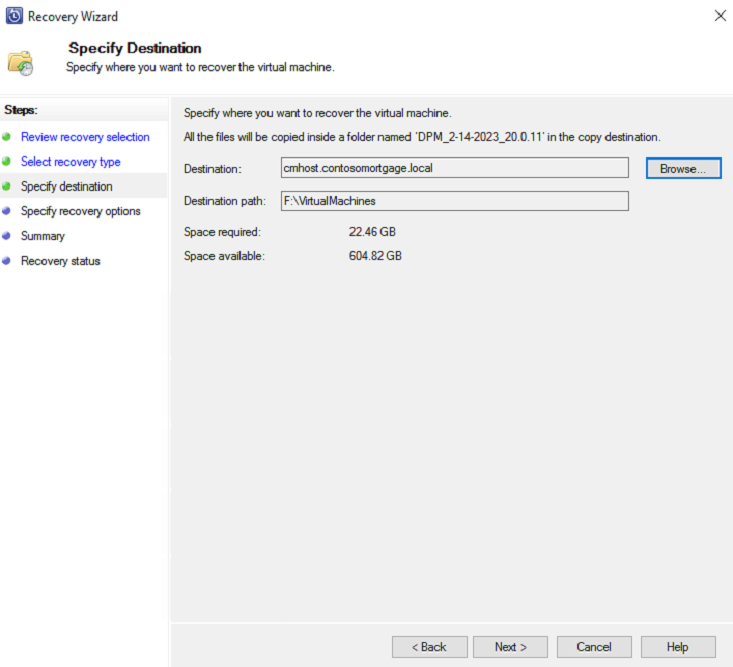 Recovery Wizard
Specify Destination
Specify where you want to recover the virtual machine.
Steps:
Review recovery selection
Select recovery type
Specify destination
Specify recovery options
Summary
Recovery status
Specify where you want to recover the virtual machine.
All the files will be copied inside a folder named 'DPM_2-14-2023_20.0.11' in the copy destination.
Destination: cmhost.contosomortgage.local Browse...
Destination path: F:\VirtualMachines
Space required: 22.46 GB
Space available: 604.82 GB
< Back Next > Cancel Help